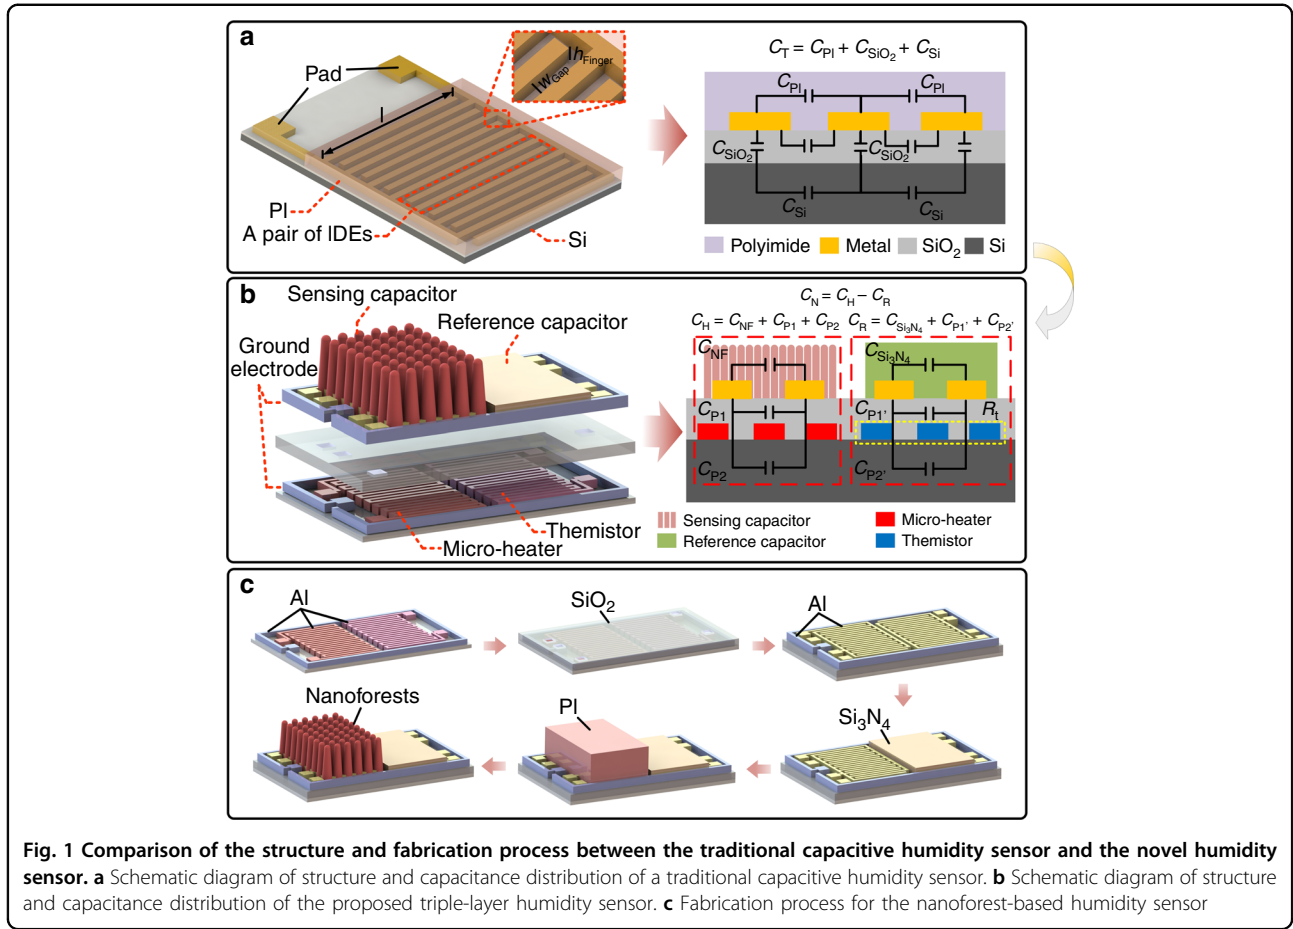 a
Pad
l
lh_Finger
lw_Gap
PI
A pair of IDEs
Si
C_T = C_PI + C_SiO₂ + C_Si
C_PI
C_PI
C_SiO₂
C_SiO₂
C_Si
C_Si
Polyimide
Metal
SiO₂
Si
b
Sensing capacitor
Reference capacitor
Ground
electrode
Themistor
Micro-heater
C_N = C_H – C_R
C_H = C_NF + C_P1 + C_P2 C_R = C_Si₃N₄ + C_P1' + C_P2'
C_NF
C_Si₃N₄
C_P1
C_P1'
R_t
C_P2
C_P2'
Sensing capacitor
Micro-heater
Reference capacitor
Themistor
c
Al
SiO₂
Al
Nanoforests
PI
Si₃N₄
Fig. 1 Comparison of the structure and fabrication process between the traditional capacitive humidity sensor and the novel humidity
sensor. a Schematic diagram of structure and capacitance distribution of a traditional capacitive humidity sensor. b Schematic diagram of structure
and capacitance distribution of the proposed triple-layer humidity sensor. c Fabrication process for the nanoforest-based humidity sensor